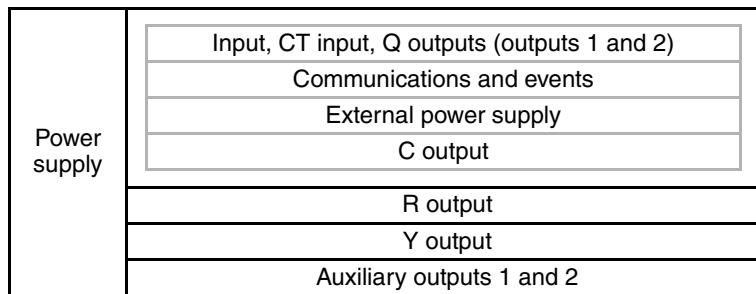 Power
supply
Input, CT input, Q outputs (outputs 1 and 2)
Communications and events
External power supply
C output
R output
Y output
Auxiliary outputs 1 and 2